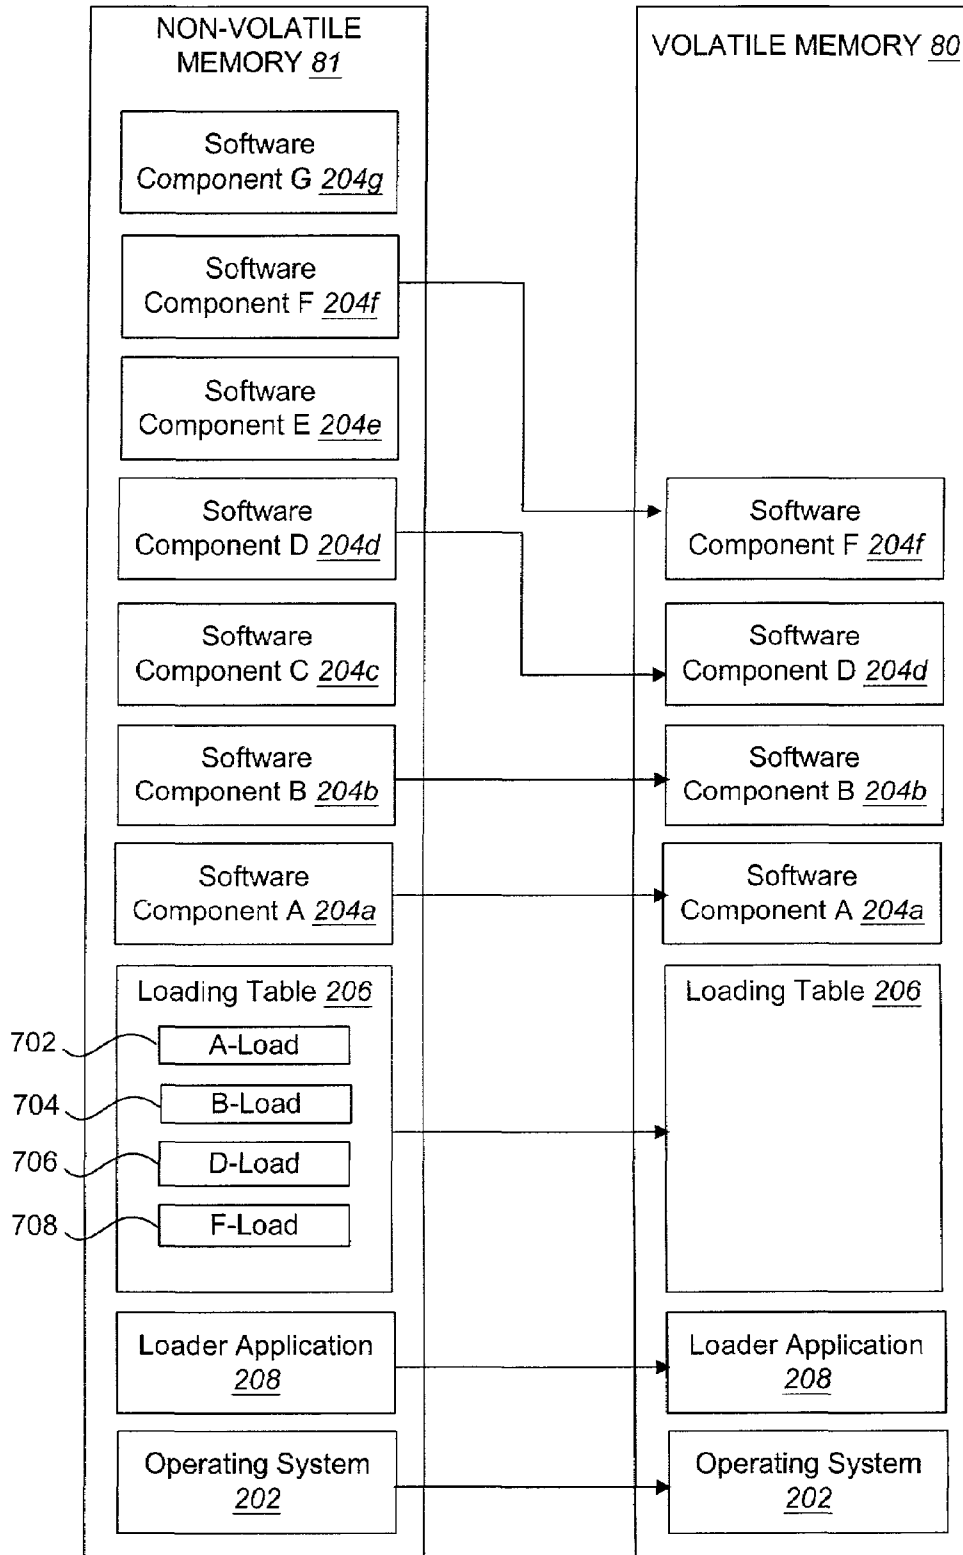 NON-VOLATILE
MEMORY 81
Software
Component G 204g
Software
Component F 204f
Software
Component E 204e
Software
Component D 204d
Software
Component C 204c
Software
Component B 204b
Software
Component A 204a
Loading Table 206
702
A-Load
704
B-Load
706
D-Load
708
F-Load
Loader Application
208
Operating System
202
VOLATILE MEMORY 80
Software
Component F 204f
Software
Component D 204d
Software
Component B 204b
Software
Component A 204a
Loading Table 206
Loader Application
208
Operating System
202